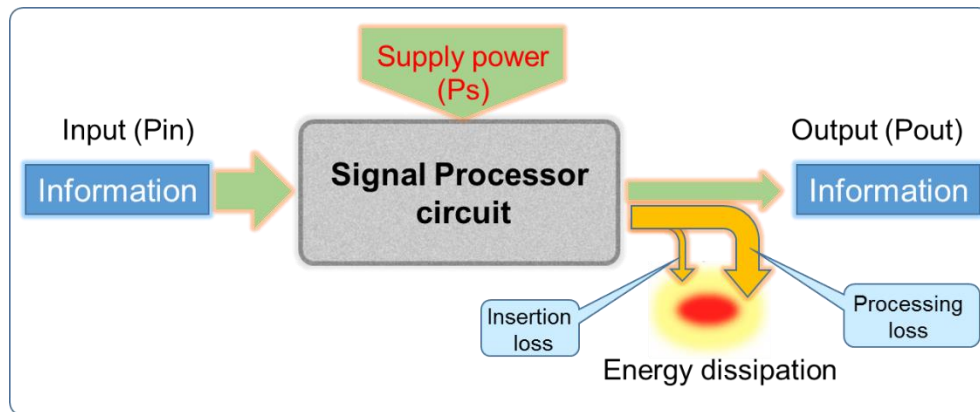 Supply power
(Ps)
Input (Pin)
Output (Pout)
Information
Signal Processor
circuit
Information
Insertion
loss
Processing
loss
Energy dissipation